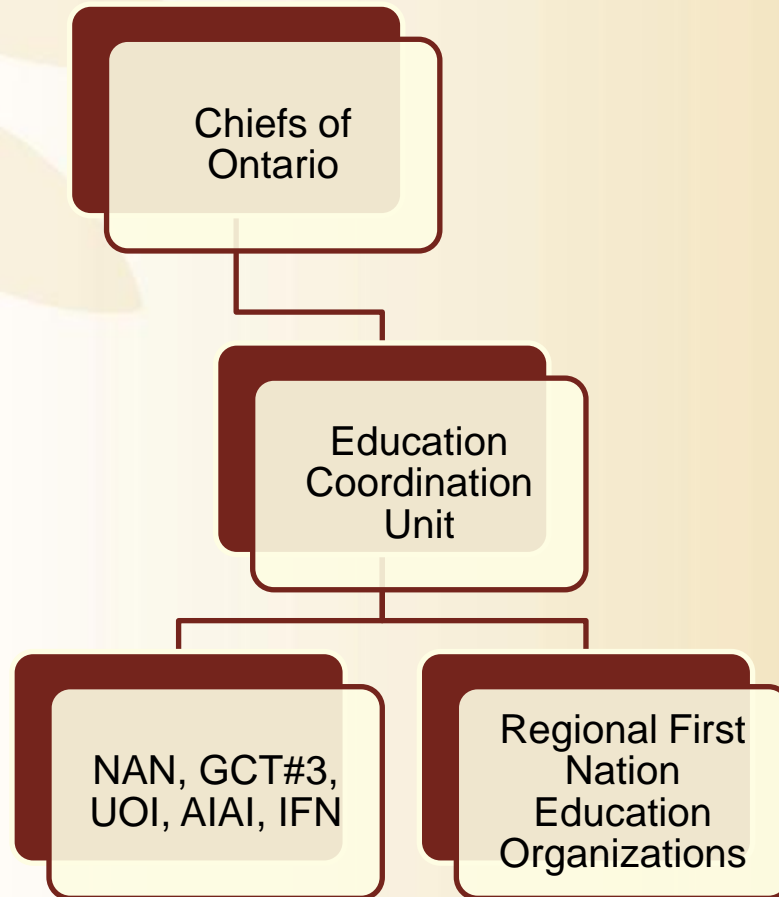 Chiefs of
Ontario
Education
Coordination
Unit
NAN, GCT#3,
UOI, AIAI, IFN
Regional First
Nation
Education
Organizations